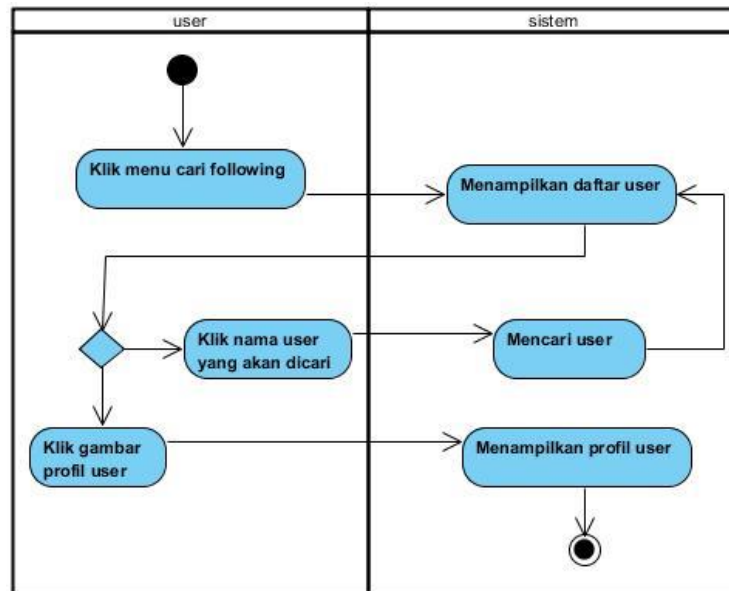 user
sistem
Klik menu cari following
Menampilkan daftar user
Klik nama user
yang akan dicari
Mencari user
Klik gambar
profil user
Menampilkan profil user